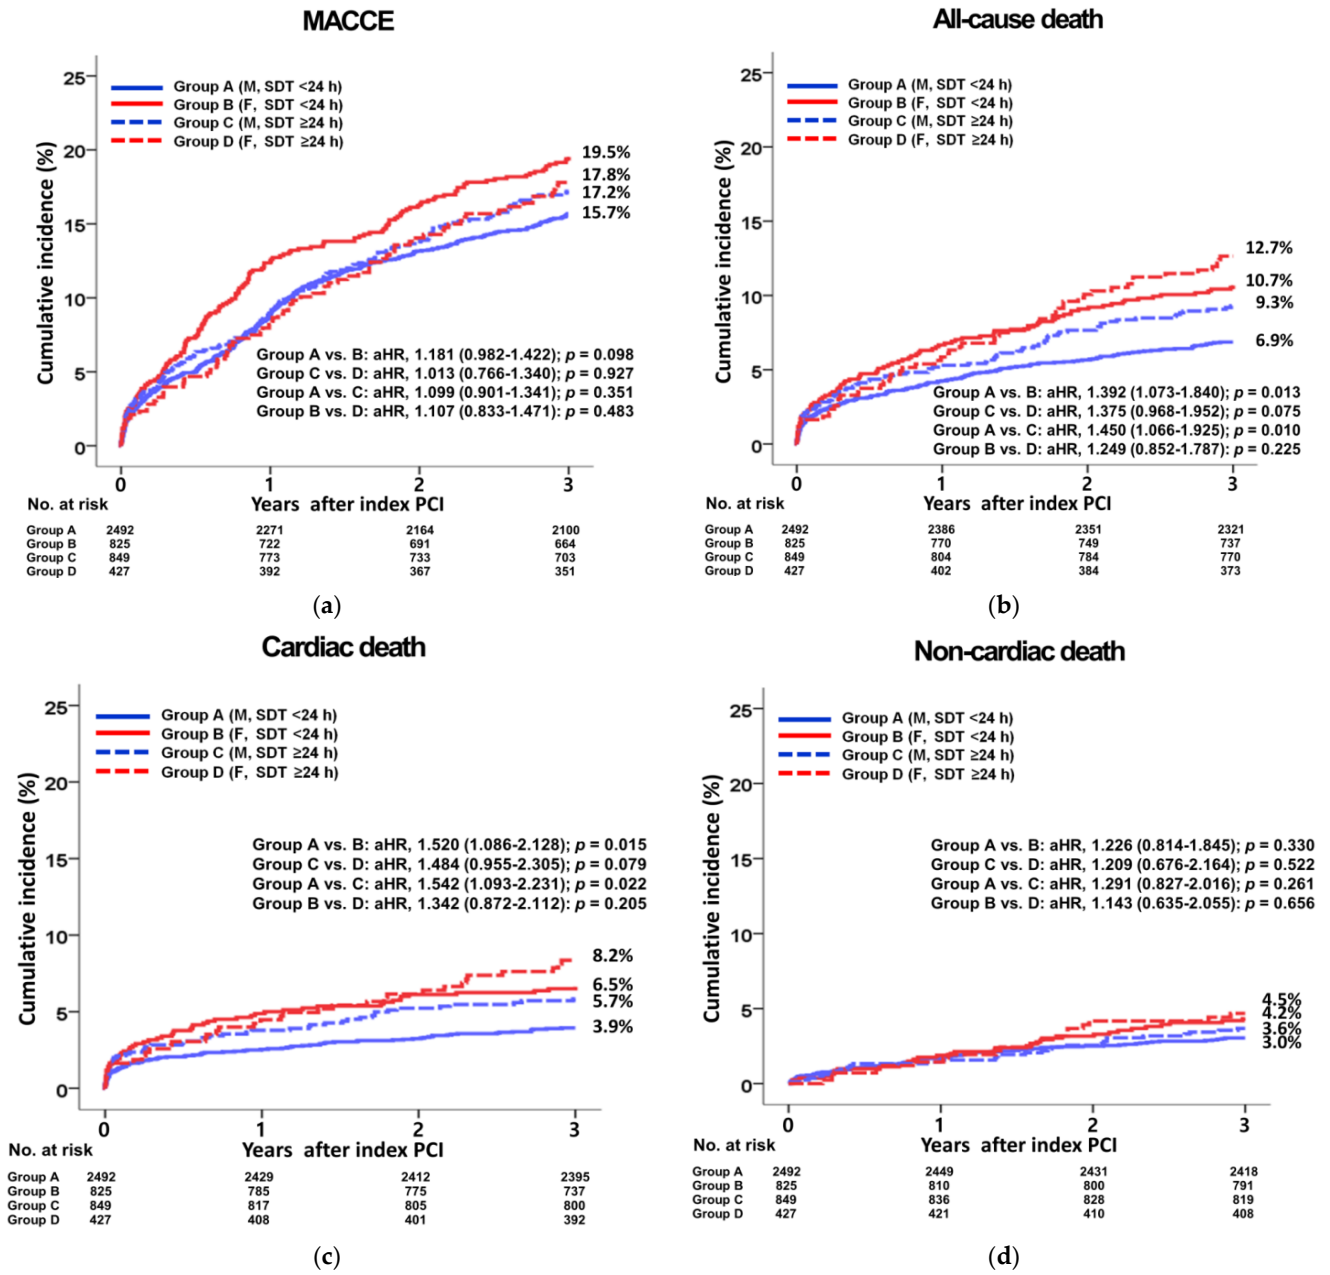 MACCE
Cumulative incidence (%)
25
20
15
10
5
0
Group A (M, SDT <24 h)
Group B (F, SDT <24 h)
Group C (M, SDT ≥24 h)
Group D (F, SDT ≥24 h)
19.5%
17.8%
17.2%
15.7%
Group A vs. B: aHR, 1.181 (0.982-1.422); p = 0.098
Group C vs. D: aHR, 1.013 (0.766-1.340); p = 0.927
Group A vs. C: aHR, 1.099 (0.901-1.341); p = 0.351
Group B vs. D: aHR, 1.107 (0.833-1.471): p = 0.483
0 1 2 3
No. at risk
Years after index PCI
Group A 2492 2271 2164 2100
Group B 825 722 691 664
Group C 849 773 733 703
Group D 427 392 367 351
(a)
All-cause death
Cumulative incidence (%)
25
20
15
10
5
0
Group A (M, SDT <24 h)
Group B (F, SDT <24 h)
Group C (M, SDT ≥24 h)
Group D (F, SDT ≥24 h)
12.7%
10.7%
9.3%
6.9%
Group A vs. B: aHR, 1.392 (1.073-1.840); p = 0.013
Group C vs. D: aHR, 1.375 (0.968-1.952); p = 0.075
Group A vs. C: aHR, 1.450 (1.066-1.925); p = 0.010
Group B vs. D: aHR, 1.249 (0.852-1.787): p = 0.225
0 1 2 3
No. at risk
Years after index PCI
Group A 2492 2386 2351 2321
Group B 825 770 749 737
Group C 849 804 784 770
Group D 427 402 384 373
(b)
Cardiac death
Cumulative incidence (%)
25
20
15
10
5
0
Group A (M, SDT <24 h)
Group B (F, SDT <24 h)
Group C (M, SDT ≥24 h)
Group D (F, SDT ≥24 h)
Group A vs. B: aHR, 1.520 (1.086-2.128); p = 0.015
Group C vs. D: aHR, 1.484 (0.955-2.305); p = 0.079
Group A vs. C: aHR, 1.542 (1.093-2.231); p = 0.022
Group B vs. D: aHR, 1.342 (0.872-2.112): p = 0.205
8.2%
6.5%
5.7%
3.9%
0 1 2 3
No. at risk
Years after index PCI
Group A 2492 2429 2412 2395
Group B 825 785 775 737
Group C 849 817 805 800
Group D 427 408 401 392
(c)
Non-cardiac death
Cumulative incidence (%)
25
20
15
10
5
0
Group A (M, SDT <24 h)
Group B (F, SDT <24 h)
Group C (M, SDT ≥24 h)
Group D (F, SDT ≥24 h)
Group A vs. B: aHR, 1.226 (0.814-1.845); p = 0.330
Group C vs. D: aHR, 1.209 (0.676-2.164); p = 0.522
Group A vs. C: aHR, 1.291 (0.827-2.016); p = 0.261
Group B vs. D: aHR, 1.143 (0.635-2.055): p = 0.656
4.5%
4.2%
3.6%
3.0%
0 1 2 3
No. at risk
Years after index PCI
Group A 2492 2449 2431 2418
Group B 825 810 800 791
Group C 849 836 828 819
Group D 427 421 410 408
(d)